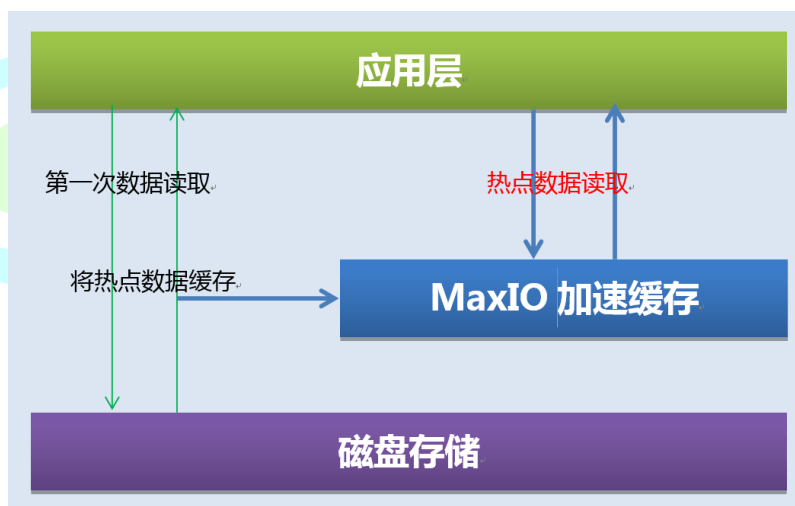 应用层
第一次数据读取
热点数据读取
将热点数据缓存
MaxIO 加速缓存
磁盘存储